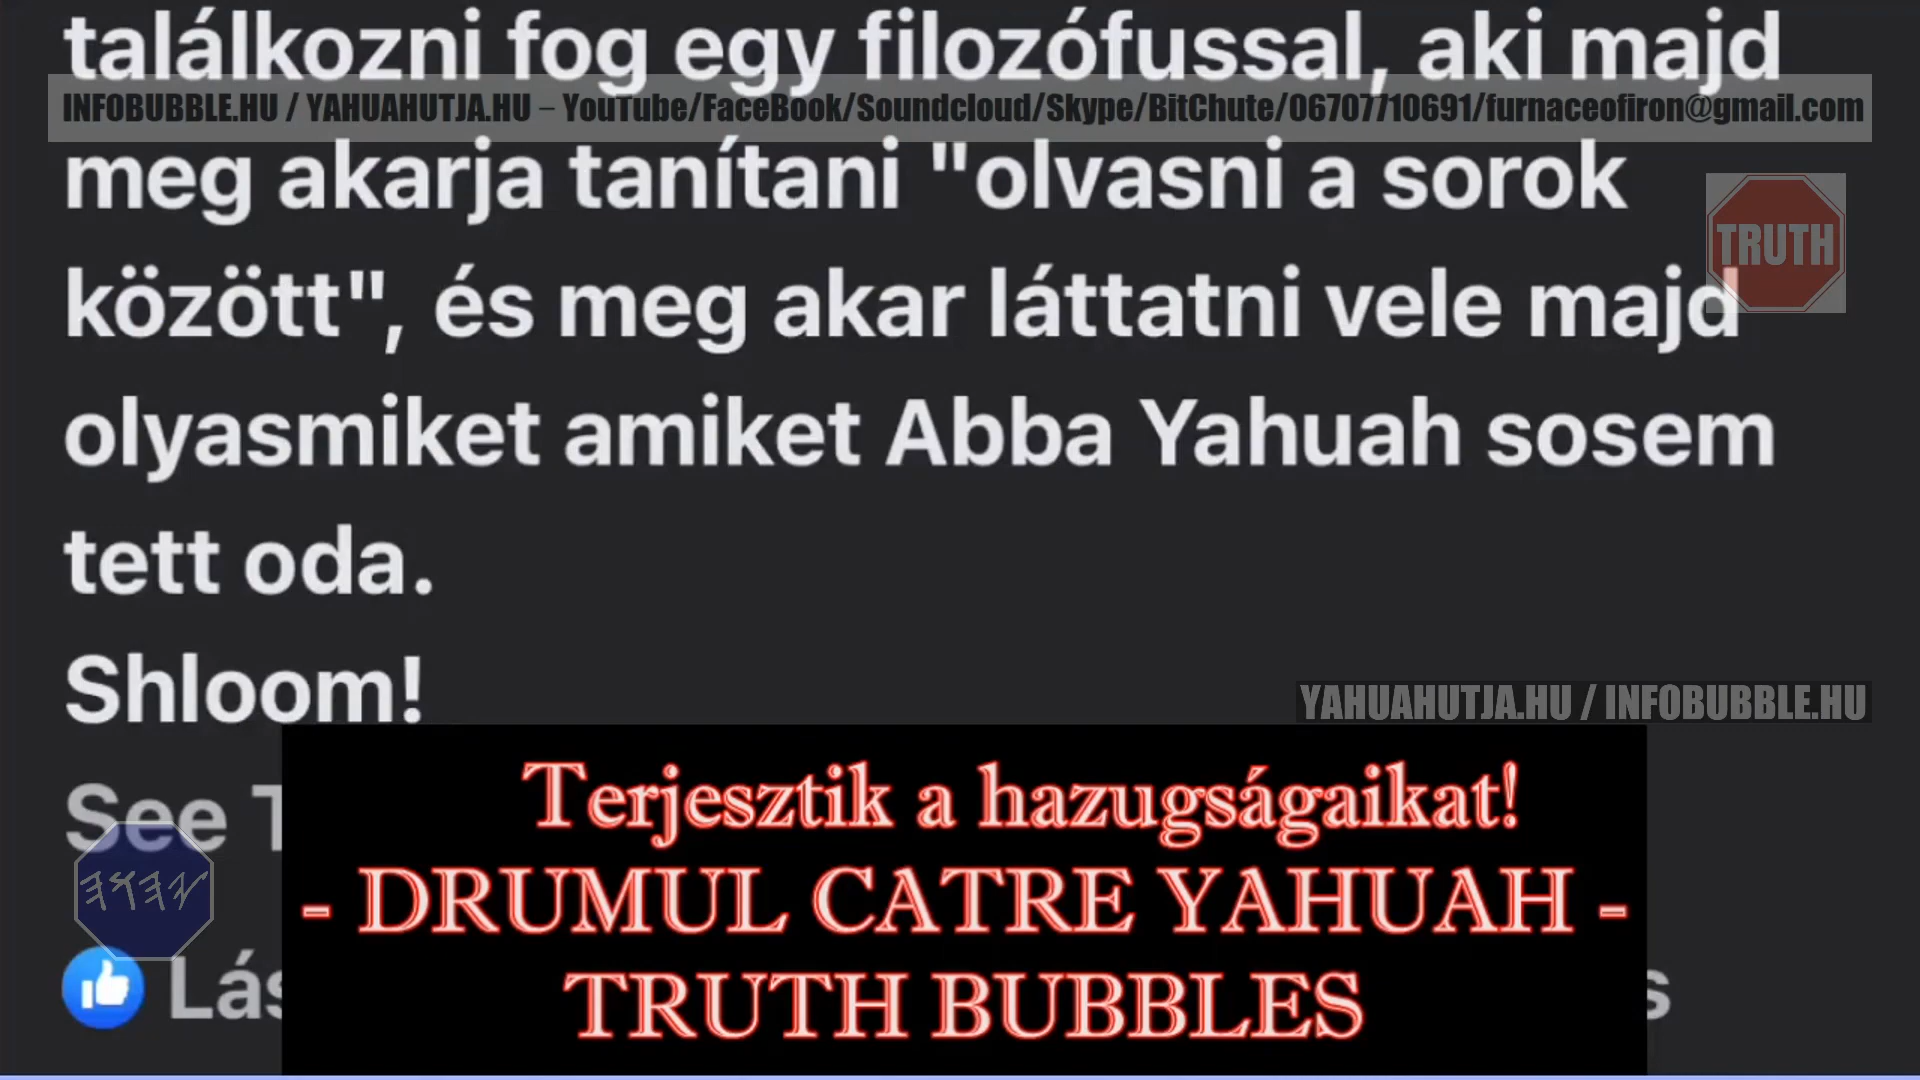 találkozni fog egy filozófussal, aki majd
INFOBUBBLE.HU / YAHUAHUTJA.HU – YouTube/FaceBook/Soundcloud/Skype/BitChute/06707710691/furnaceofiron@gmail.com
meg akarja tanítani "olvasni a sorok
TRUTH
között", és meg akar láttatni vele majd
olyasmiket amiket Abba Yahuah sosem
tett oda.
Shloom!
YAHUAHUTJA.HU / INFOBUBBLE.HU
See
Terjesztik a hazugságaikat!
- DRUMUL CATRE YAHUAH -
TRUTH BUBBLES